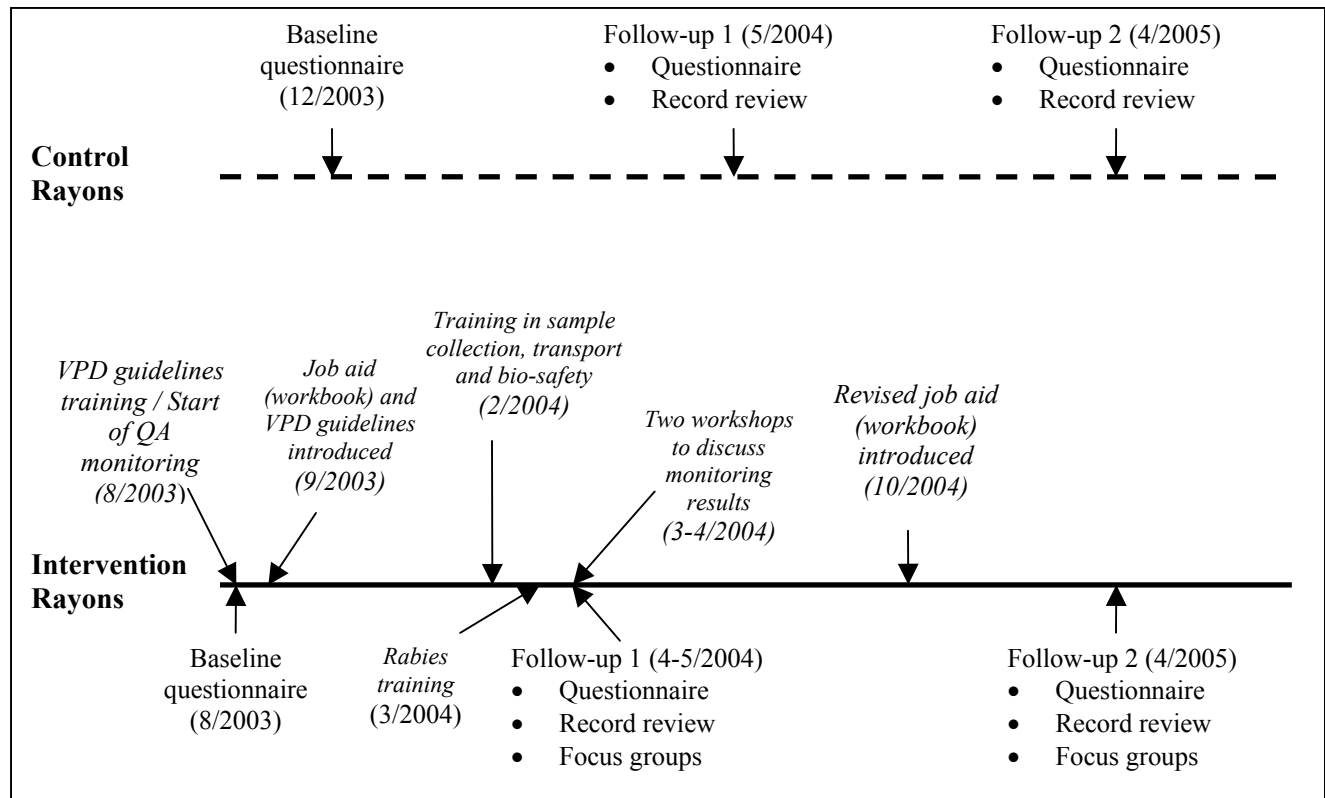 Baseline
questionnaire
(12/2003)
Follow-up 1 (5/2004)
• Questionnaire
• Record review
Follow-up 2 (4/2005)
• Questionnaire
• Record review
Control
Rayons
VPD guidelines
training / Start
of QA
monitoring
(8/2003)
Job aid
(workbook) and
VPD guidelines
introduced
(9/2003)
Training in sample
collection, transport
and bio-safety
(2/2004)
Two workshops
to discuss
monitoring
results
(3-4/2004)
Revised job aid
(workbook)
introduced
(10/2004)
Intervention
Rayons
Baseline
questionnaire
(8/2003)
Rabies
training
(3/2004)
Follow-up 1 (4-5/2004)
• Questionnaire
• Record review
• Focus groups
Follow-up 2 (4/2005)
• Questionnaire
• Record review
• Focus groups